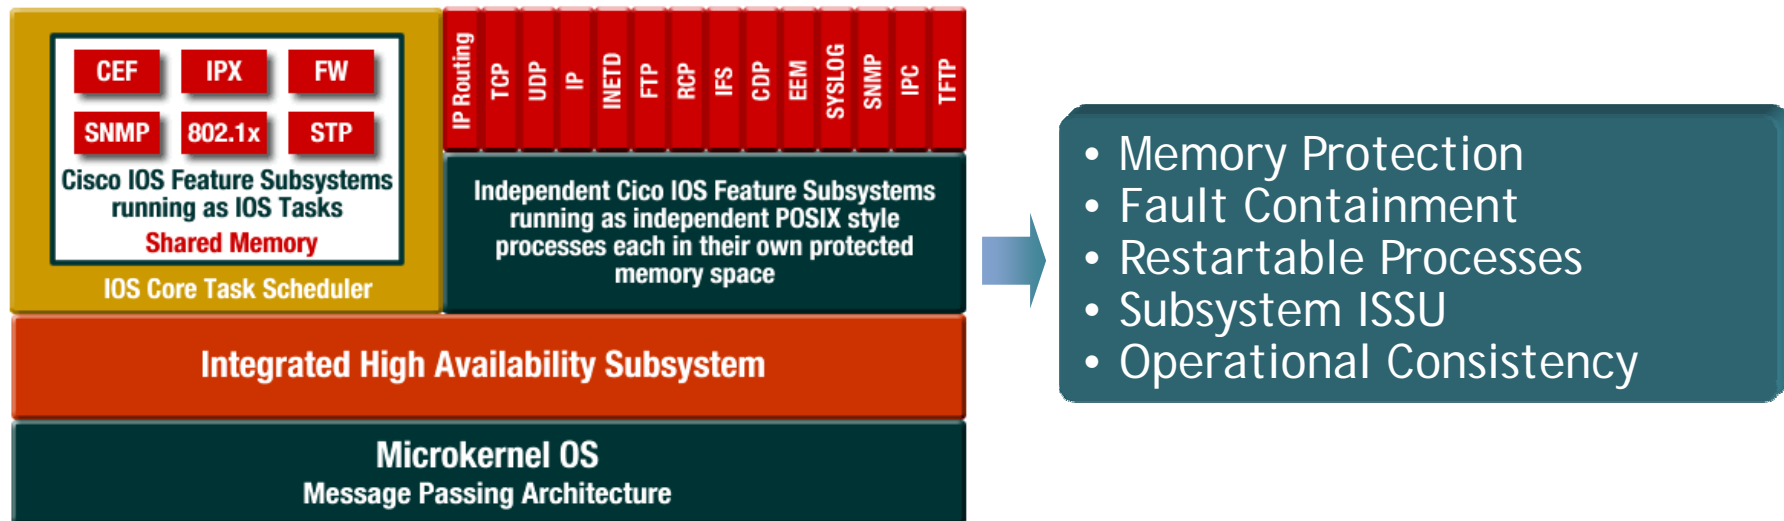 CEF
IPX
FW
SNMP
802.1x
STP
Cisco IOS Feature Subsystems
running as IOS Tasks
Shared Memory
IOS Core Task Scheduler
IP Routing
TCP
UDP
IP
INETD
FTP
RCP
IFS
CDP
EEM
SYSLOG
SNMP
IPC
TFTP
Independent Cico IOS Feature Subsystems
running as independent POSIX style
processes each in their own protected
memory space
Integrated High Availability Subsystem
Microkernel OS
Message Passing Architecture
• Memory Protection
• Fault Containment
• Restartable Processes
• Subsystem ISSU
• Operational Consistency